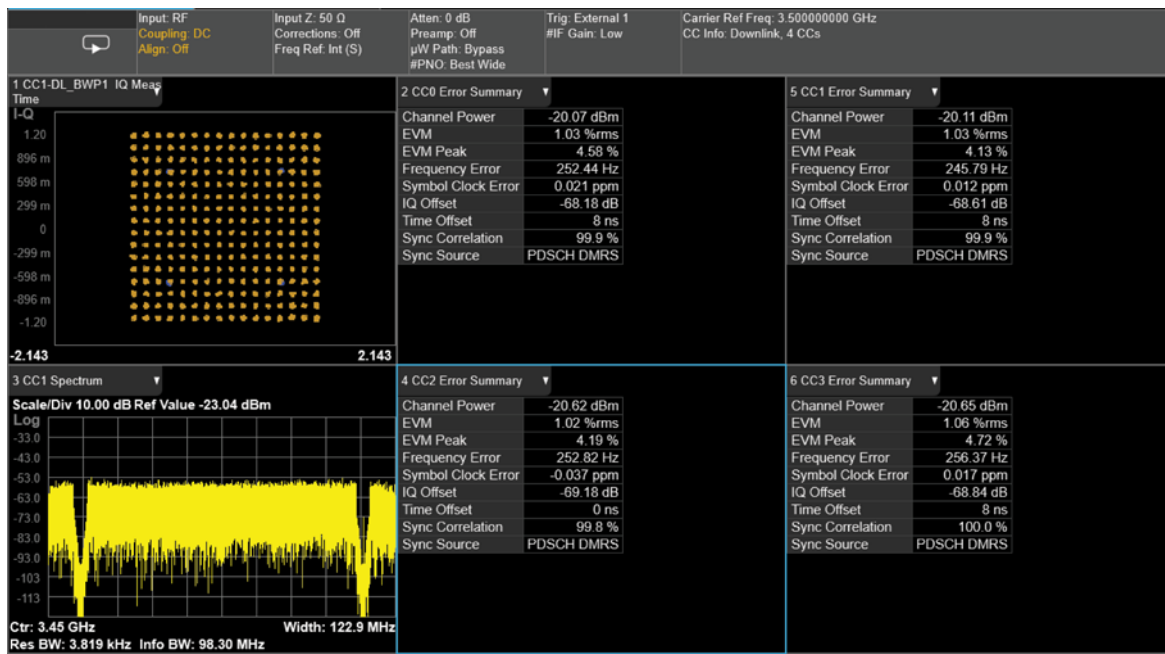 Input: RF
Coupling: DC
Align: Off
Input Z: 50 Ω
Corrections: Off
Freq Ref: Int (S)
Atten: 0 dB
Preamp: Off
µW Path: Bypass
#PNO: Best Wide
Trig: External 1
#IF Gain: Low
Carrier Ref Freq: 3.500000000 GHz
CC Info: Downlink, 4 CCs
1 CC1-DL_BWP1 IQ Meas
Time
I-Q
1.20
896 m
598 m
299 m
0
-299 m
-598 m
-896 m
-1.20
-2.143 2.143
2 CC0 Error Summary
Channel Power -20.07 dBm
EVM 1.03 %rms
EVM Peak 4.58 %
Frequency Error 252.44 Hz
Symbol Clock Error 0.021 ppm
IQ Offset -68.18 dB
Time Offset 8 ns
Sync Correlation 99.9 %
Sync Source PDSCH DMRS
5 CC1 Error Summary
Channel Power -20.11 dBm
EVM 1.03 %rms
EVM Peak 4.13 %
Frequency Error 245.79 Hz
Symbol Clock Error 0.012 ppm
IQ Offset -68.61 dB
Time Offset 8 ns
Sync Correlation 99.9 %
Sync Source PDSCH DMRS
3 CC1 Spectrum
Scale/Div 10.00 dB Ref Value -23.04 dBm
Log
-33.0
-43.0
-53.0
-63.0
-73.0
-83.0
-93.0
-103
-113
Ctr: 3.45 GHz Width: 122.9 MHz
Res BW: 3.819 kHz Info BW: 98.30 MHz
4 CC2 Error Summary
Channel Power -20.62 dBm
EVM 1.02 %rms
EVM Peak 4.19 %
Frequency Error 252.82 Hz
Symbol Clock Error -0.037 ppm
IQ Offset -69.18 dB
Time Offset 0 ns
Sync Correlation 99.8 %
Sync Source PDSCH DMRS
6 CC3 Error Summary
Channel Power -20.65 dBm
EVM 1.06 %rms
EVM Peak 4.72 %
Frequency Error 256.37 Hz
Symbol Clock Error 0.017 ppm
IQ Offset -68.84 dB
Time Offset 8 ns
Sync Correlation 100.0 %
Sync Source PDSCH DMRS